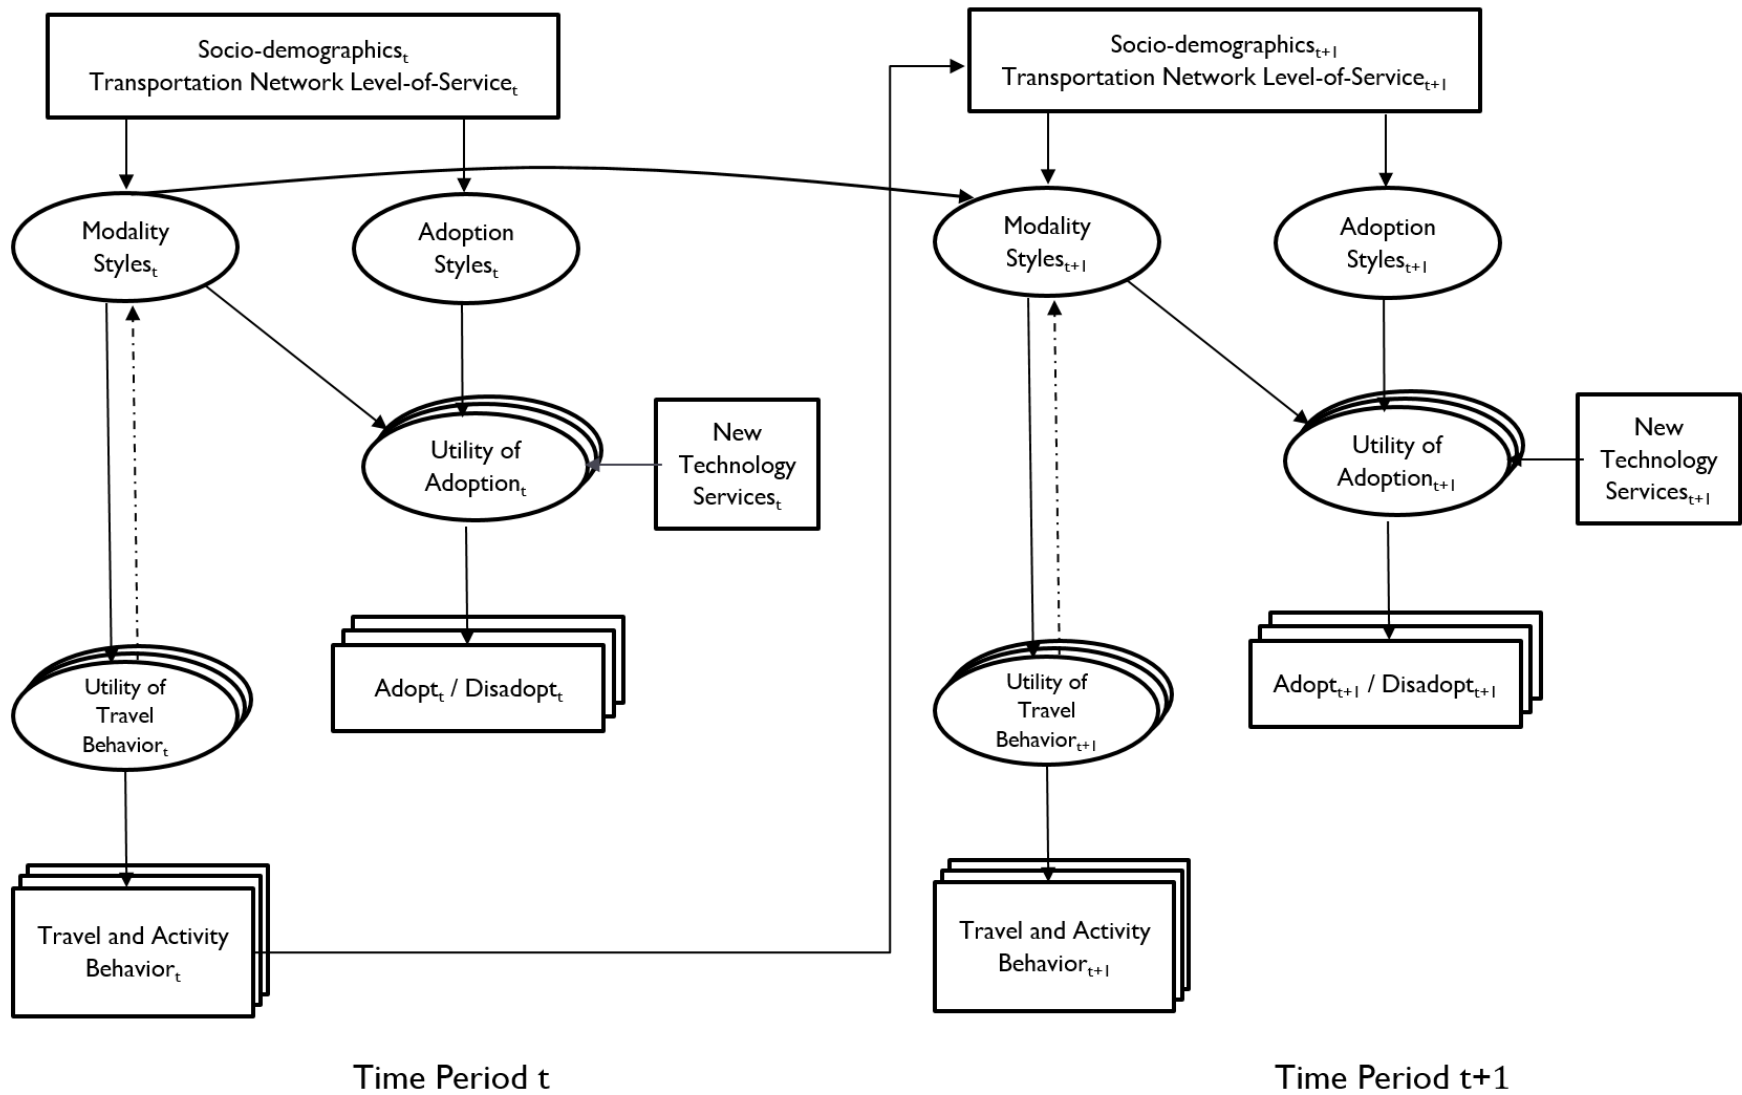 Socio-demographicsₜ
Transportation Network Level-of-Serviceₜ
Socio-demographicsₜ₊₁
Transportation Network Level-of-Serviceₜ₊₁
Modality
Stylesₜ
Adoption
Stylesₜ
Modality
Stylesₜ₊₁
Adoption
Stylesₜ₊₁
Utility of
Adoptionₜ
New
Technology
Servicesₜ
Utility of
Adoptionₜ₊₁
New
Technology
Servicesₜ₊₁
Utility of
Travel
Behaviorₜ
Adoptₜ / Disadoptₜ
Utility of
Travel
Behaviorₜ₊₁
Adoptₜ₊₁ / Disadoptₜ₊₁
Travel and Activity
Behaviorₜ
Travel and Activity
Behaviorₜ₊₁
Time Period t
Time Period t+1